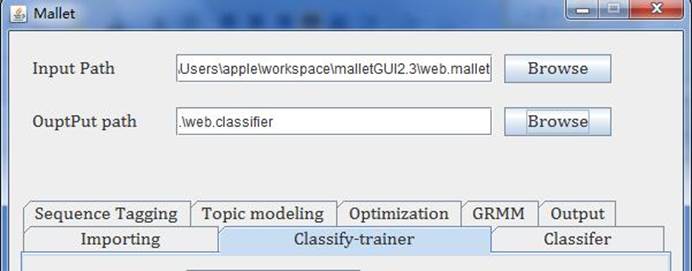 Mallet
Input Path \Users\apple\workspace\malletGUI2.3\web.mallet Browse
OuptPut path .\web.classifier Browse
Sequence Tagging Topic modeling Optimization GRMM Output
Importing Classify-trainer Classifer